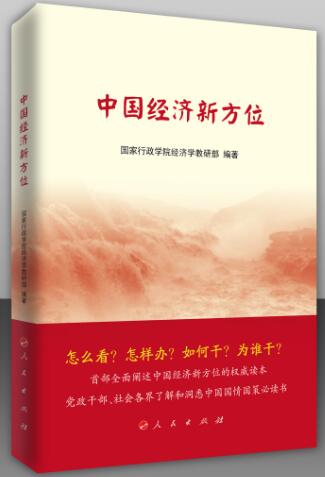 中国经济新方位
国家行政学院经济学教研部 编著
怎么看？怎样办？如何干？为谁干？
首部全面阐述中国经济新方位的权威读本
党政干部、社会各界了解和洞悉中国国情国策必读书
人民出版社
中国经济新方位
国家行政学院经济学教研部 编著
人民出版社